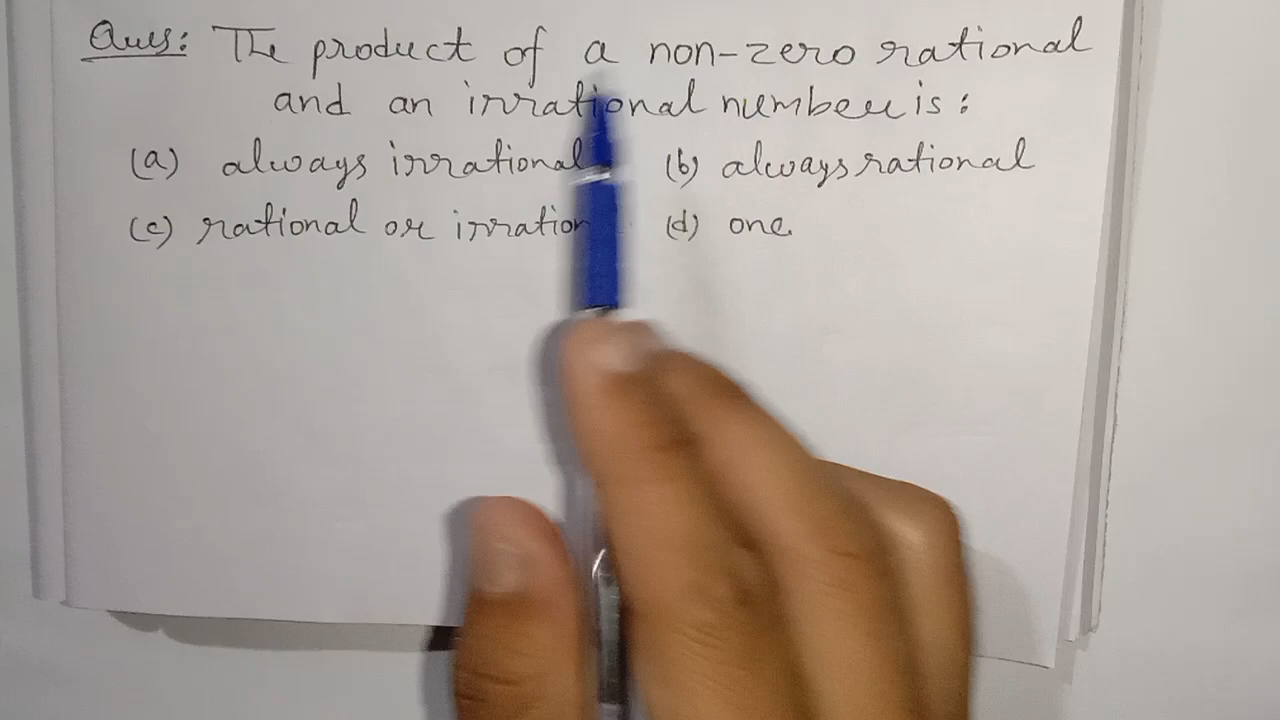 Ques: The product of a non-zero rational
and an irrational number is :
(a) always irrational (b) always rational
(c) rational or irration (d) one.